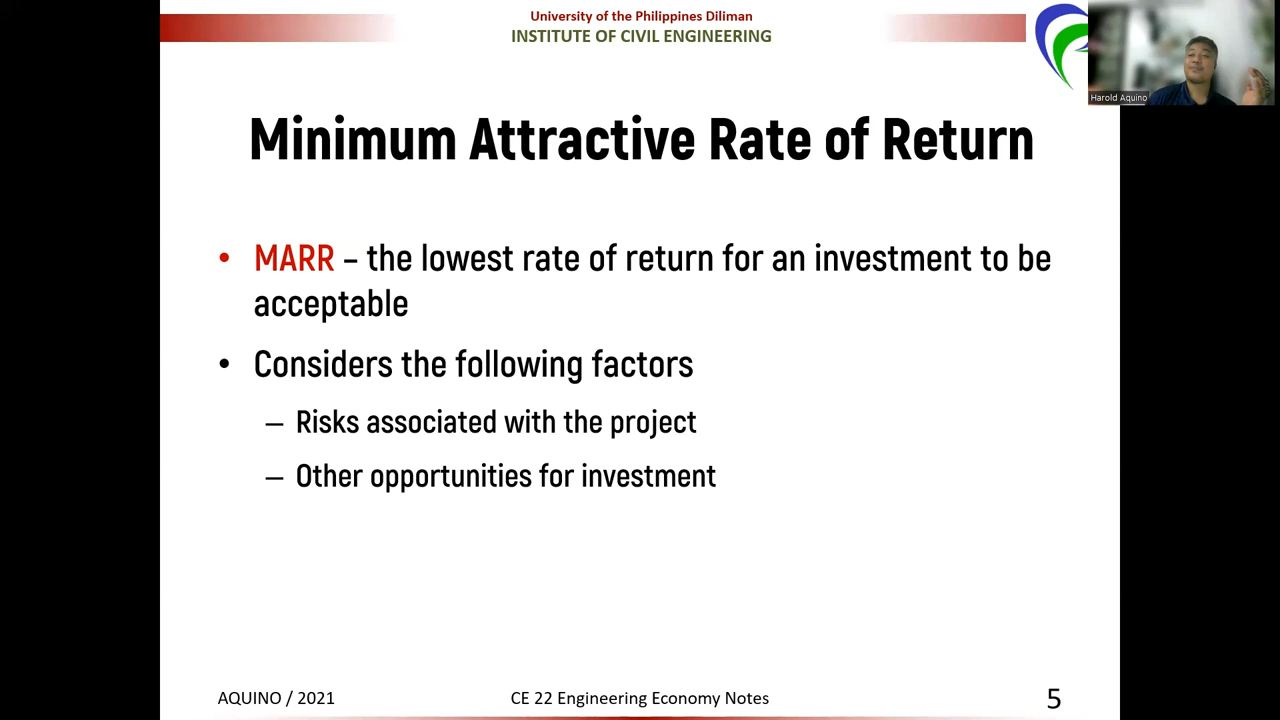 University of the Philippines Diliman
INSTITUTE OF CIVIL ENGINEERING
Harold Aquino
Minimum Attractive Rate of Return
• MARR – the lowest rate of return for an investment to be
acceptable
• Considers the following factors
– Risks associated with the project
– Other opportunities for investment
AQUINO / 2021
CE 22 Engineering Economy Notes
5